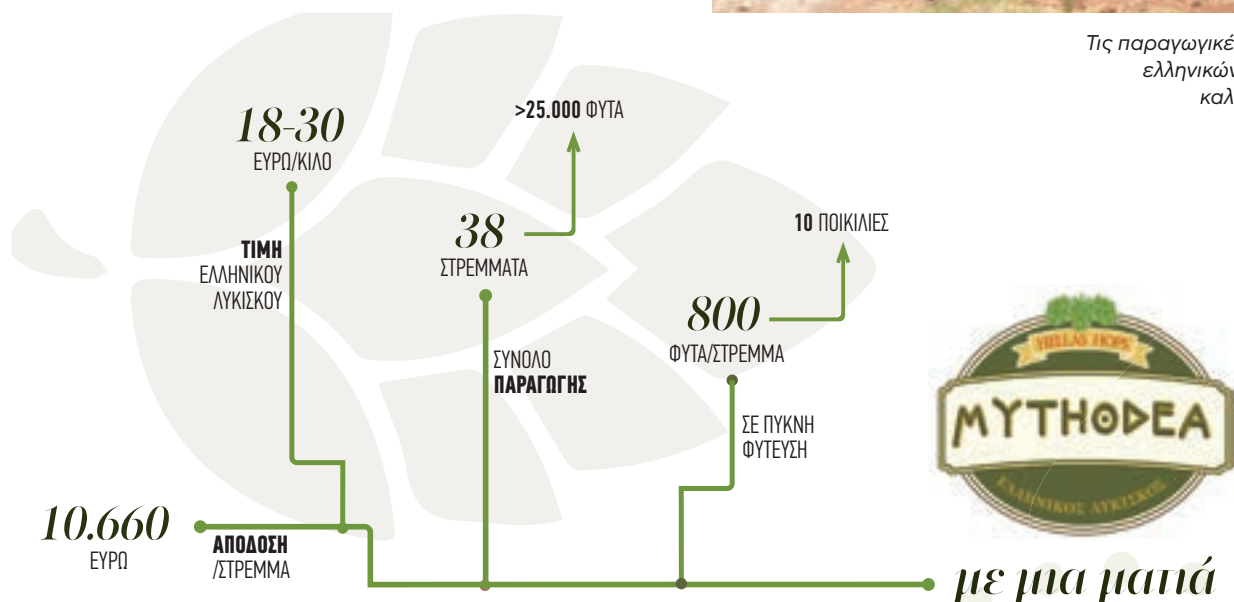 Τις παραγωγικέ
ελληνικών
καλ
>25.000 ΦΥΤΑ
18-30
ΕΥΡΩ/ΚΙΛΟ
ΤΙΜΗ
ΕΛΛΗΝΙΚΟΥ
ΛΥΚΙΣΚΟΥ
38
ΣΤΡΕΜΜΑΤΑ
10 ΠΟΙΚΙΛΙΕΣ
800
ΦΥΤΑ/ΣΤΡΕΜΜΑ
ΣΥΝΟΛΟ
ΠΑΡΑΓΩΓΗΣ
ΣΕ ΠΥΚΝΗ
ΦΥΤΕΥΣΗ
HELLAS HOPS
MYTHODEA
ΕΛΛΗΝΙΚΟΣ ΛΥΚΙΣΚΟΣ
10.660
ΕΥΡΩ
ΑΠΟΔΟΣΗ
/ΣΤΡΕΜΜΑ
με μια ματιά